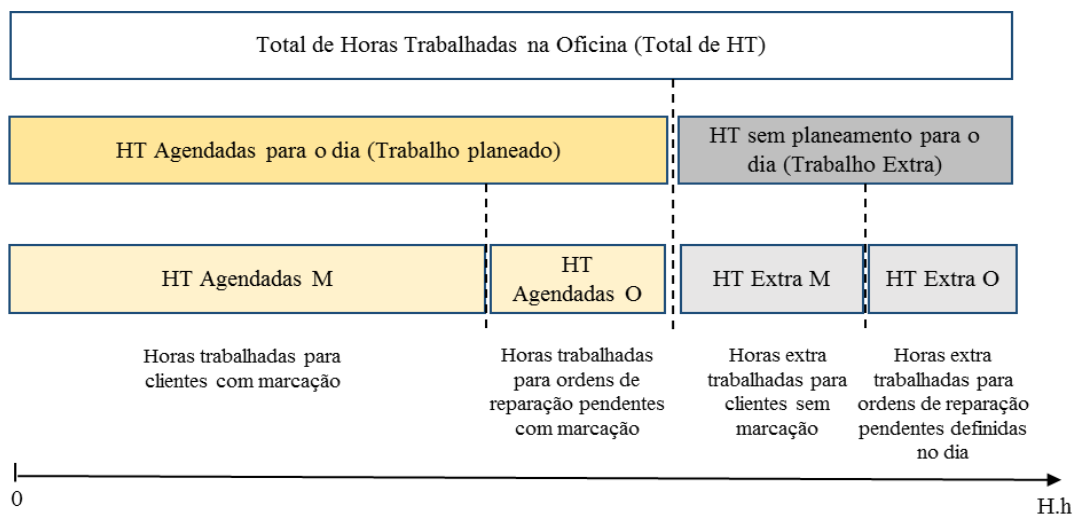 Total de Horas Trabalhadas na Oficina (Total de HT)
HT Agendadas para o dia (Trabalho planeado)
HT sem planeamento para o
dia (Trabalho Extra)
HT Agendadas M
HT
Agendadas O
HT Extra M
HT Extra O
Horas trabalhadas para
clientes com marcação
Horas trabalhadas
para ordens de
reparação pendentes
com marcação
Horas extra
trabalhadas para
clientes sem
marcação
Horas extra
trabalhadas para
ordens de reparação
pendentes definidas
no dia
0
H.h